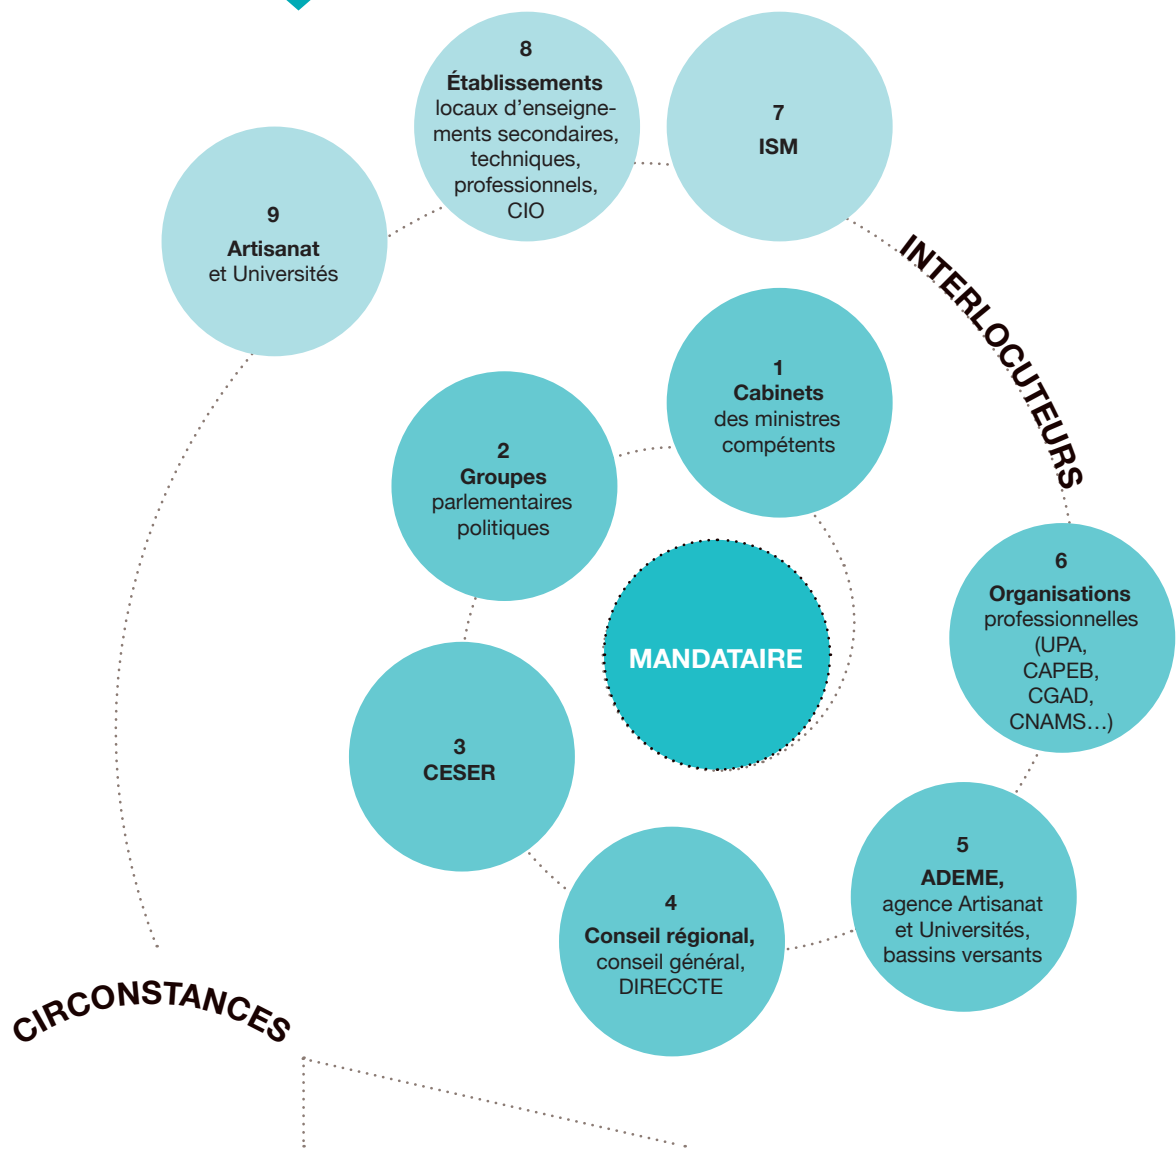 8
Établissements
locaux d'enseigne-
ments secondaires,
techniques,
professionnels,
CIO
7
ISM
9
Artisanat
et Universités
INTERLOCUTEURS
1
Cabinets
des ministres
compétents
2
Groupes
parlementaires
politiques
MANDATAIRE
6
Organisations
professionnelles
(UPA,
CAPEB,
CGAD,
CNAMS…)
3
CESER
5
ADEME,
agence Artisanat
et Universités,
bassins versants
4
Conseil régional,
conseil général,
DIRECCTE
CIRCONSTANCES